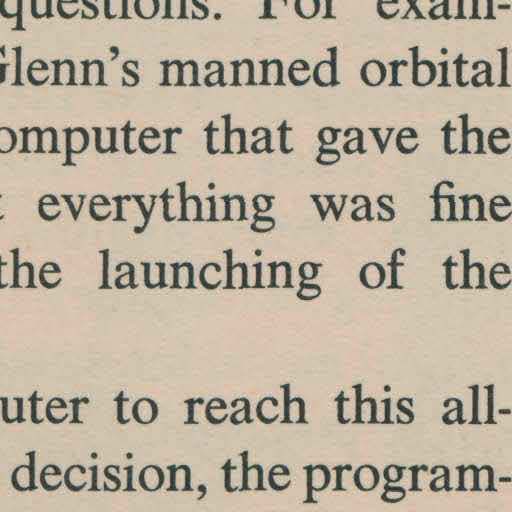 questions. For exam-
Glenn's manned orbital
omputer that gave the
everything was fine
the launching of the
uter to reach this all-
decision, the program-